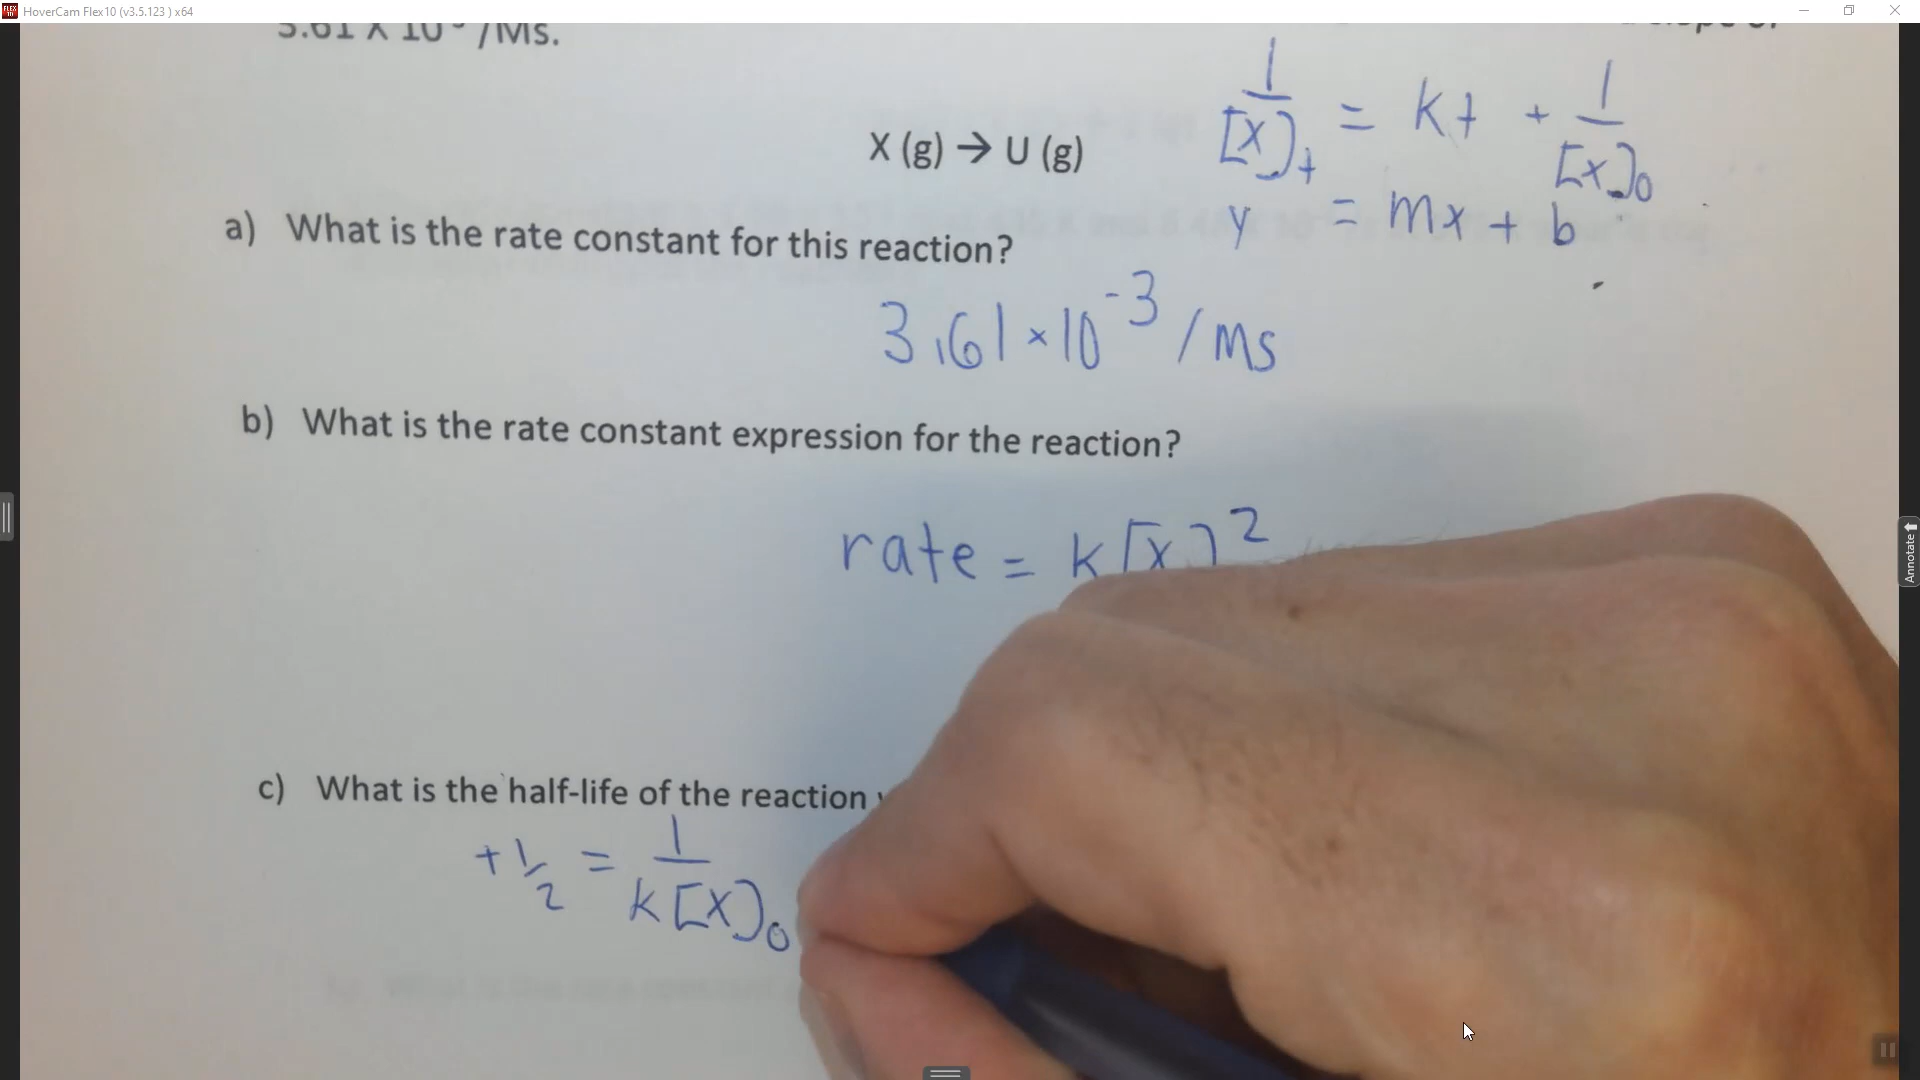 HoverCam Flex10 (v3.5.123 ) x64
/Ms.
1/[X]t = kt + 1/[X]0
X (g) → U (g)
y = mx + b
a) What is the rate constant for this reaction?
3.61 × 10^-3 / Ms
b) What is the rate constant expression for the reaction?
rate = k[X]^2
c) What is the half-life of the reaction
t 1/2 = 1/k[X]0
Annotate